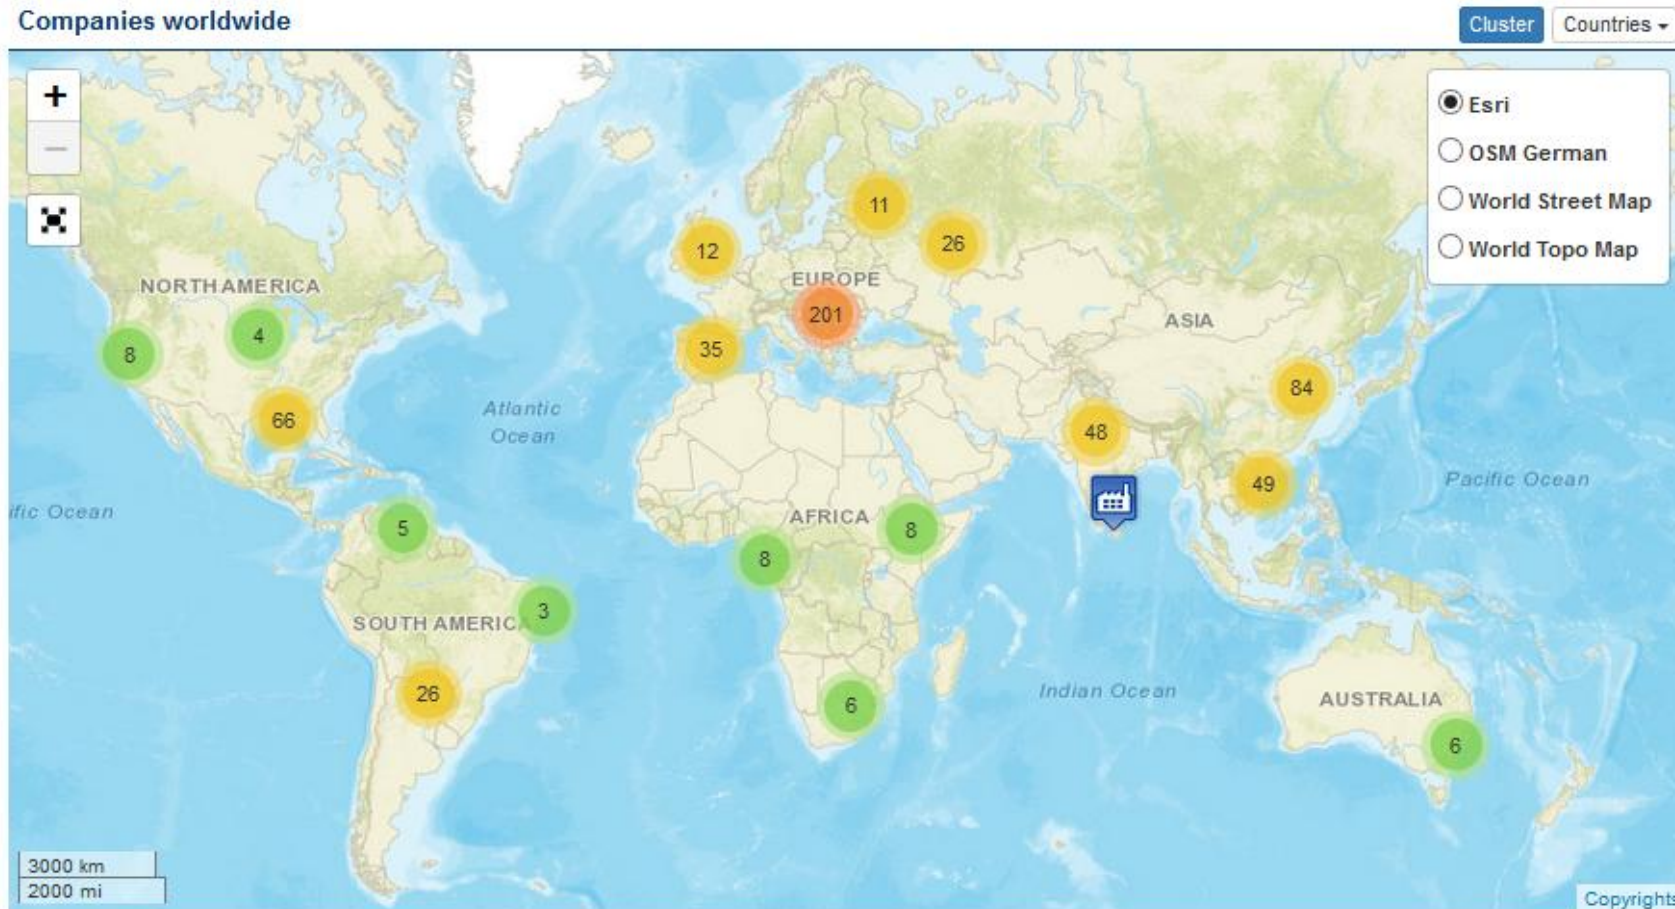 Companies worldwide
Cluster
Countries
+
Esri
−
OSM German
World Street Map
World Topo Map
11
12
26
EUROPE
NORTH AMERICA
201
ASIA
4
8
35
84
Atlantic
Ocean
66
48
49
Pacific Ocean
ific Ocean
AFRICA
5
8
8
3
SOUTH AMERICA
26
Indian Ocean
AUSTRALIA
6
6
3000 km
2000 mi
Copyrights